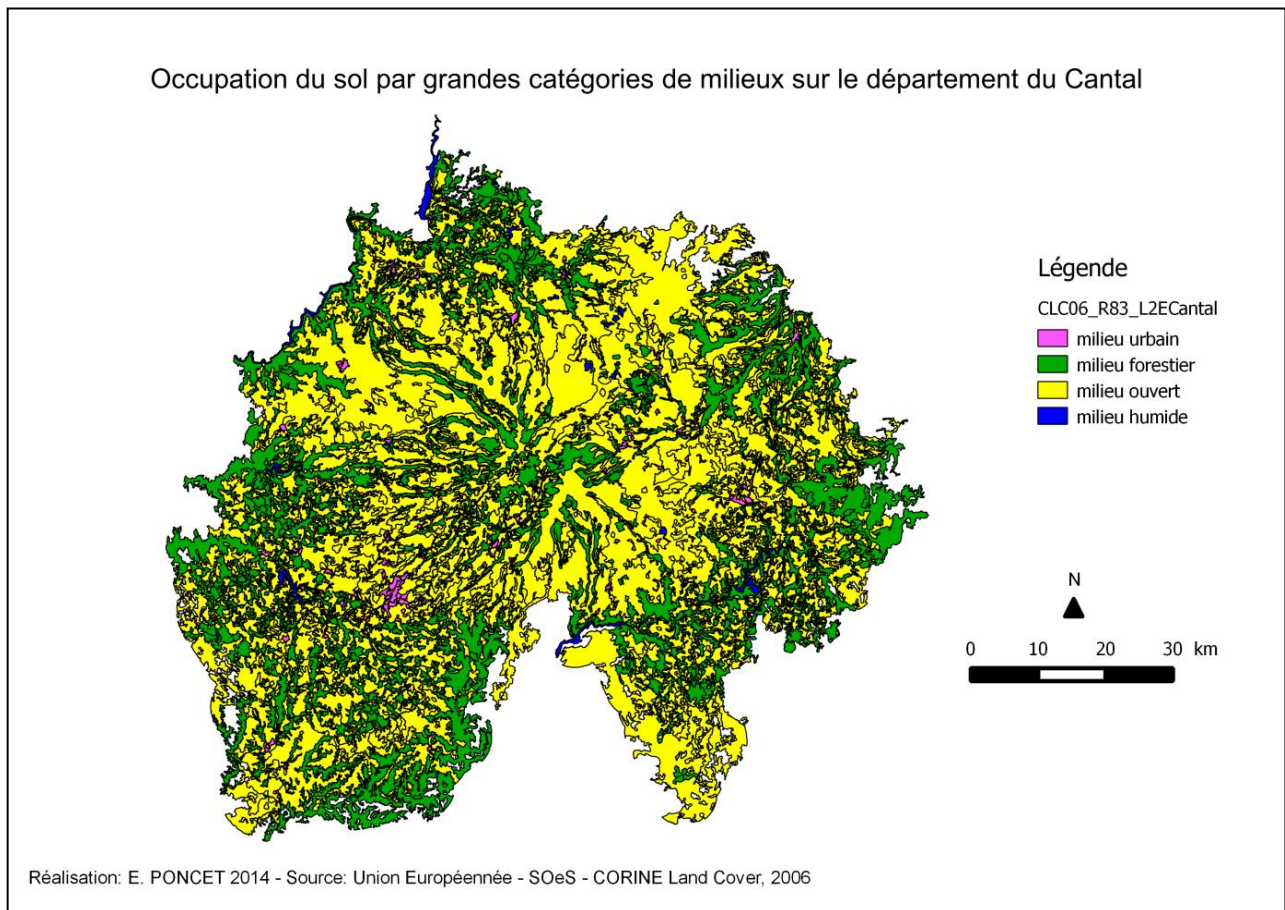 Occupation du sol par grandes catégories de milieux sur le département du Cantal
Légende
CLC06_R83_L2ECantal
milieu urbain
milieu forestier
milieu ouvert
milieu humide
N
0 10 20 30 km
Réalisation: E. PONCET 2014 - Source: Union Européennée - SOeS - CORINE Land Cover, 2006